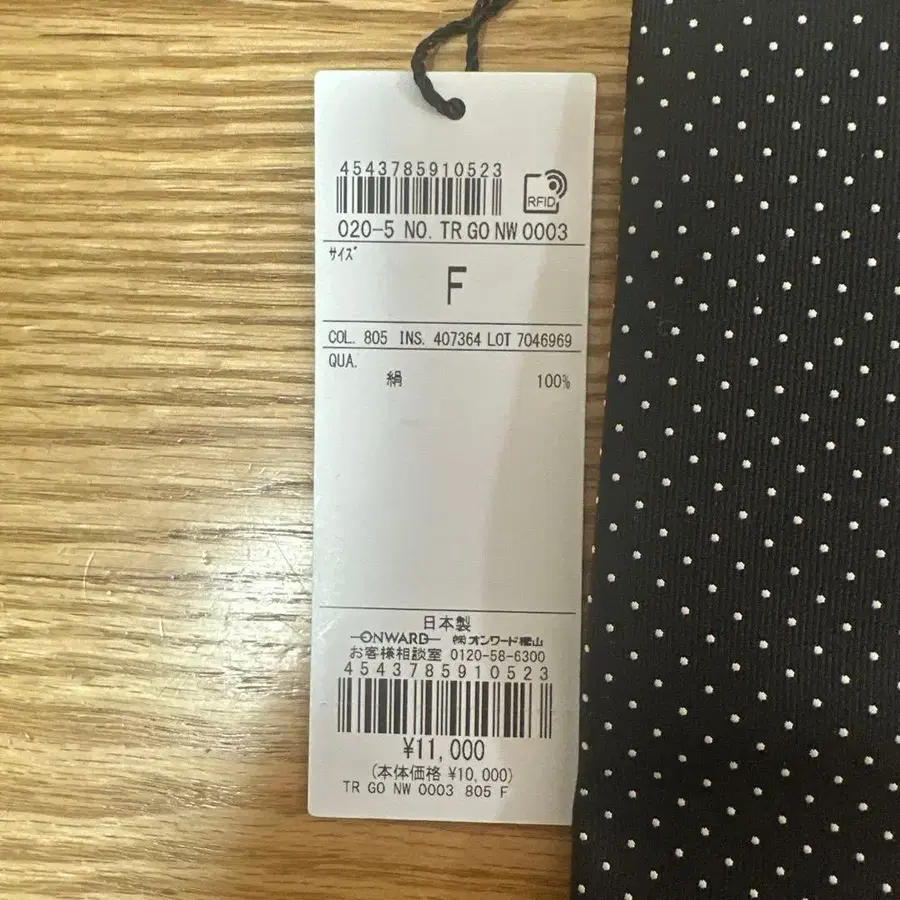 4543785910523
RFID
020-5 NO. TR GO NW 0003
ｻｲｽﾞ
F
COL. 805 INS. 407364 LOT 7046969
QUA.
絹 100%
日本製
ONWARD ㈱オンワード樫山
お客様相談室 0120-58-6300
4543785910523
¥11,000
(本体価格 ¥10,000)
TR GO NW 0003 805 F